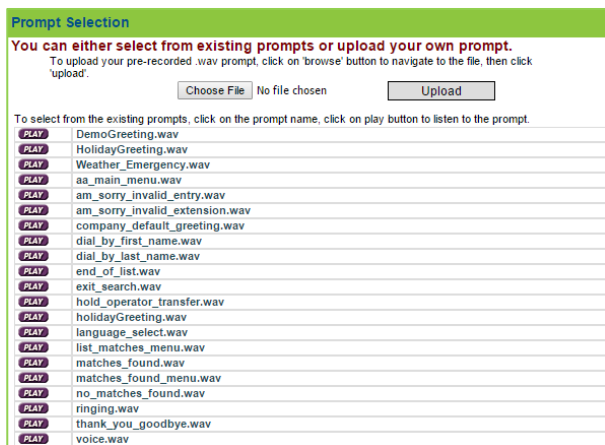 Prompt Selection
You can either select from existing prompts or upload your own prompt.
To upload your pre-recorded .wav prompt, click on 'browse' button to navigate to the file, then click
'upload'.
Choose File No file chosen Upload
To select from the existing prompts, click on the prompt name, click on play button to listen to the prompt.
PLAY DemoGreeting.wav
PLAY HolidayGreeting.wav
PLAY Weather_Emergency.wav
PLAY aa_main_menu.wav
PLAY am_sorry_invalid_entry.wav
PLAY am_sorry_invalid_extension.wav
PLAY company_default_greeting.wav
PLAY dial_by_first_name.wav
PLAY dial_by_last_name.wav
PLAY end_of_list.wav
PLAY exit_search.wav
PLAY hold_operator_transfer.wav
PLAY holidayGreeting.wav
PLAY language_select.wav
PLAY list_matches_menu.wav
PLAY matches_found.wav
PLAY matches_found_menu.wav
PLAY no_matches_found.wav
PLAY ringing.wav
PLAY thank_you_goodbye.wav
PLAY voice.wav